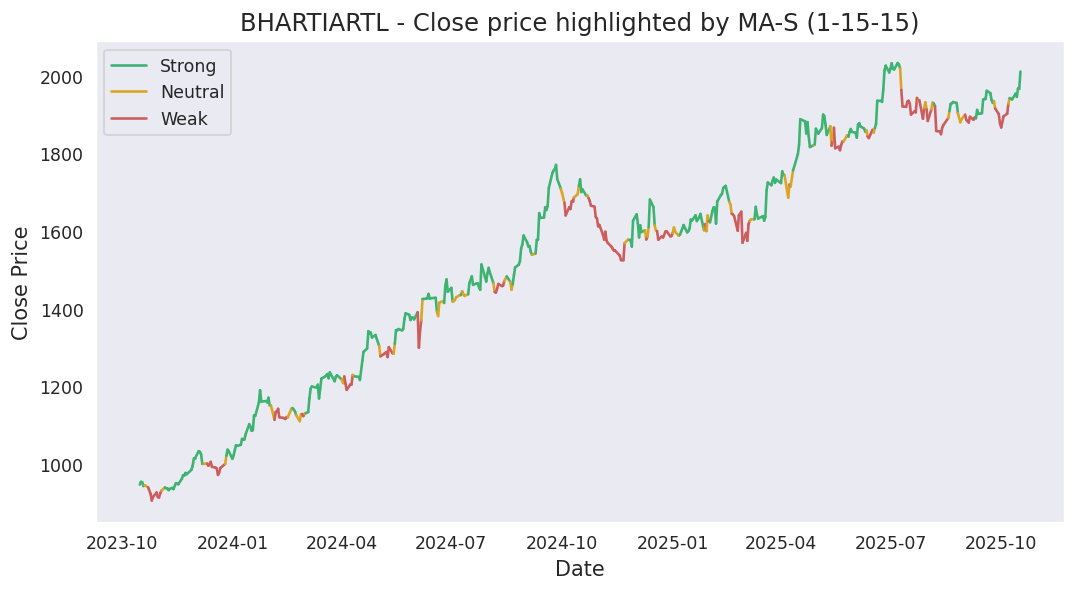 BHARTIARTL - Close price highlighted by MA-S (1-15-15)
Strong
Neutral
Weak
Close Price
2000
1800
1600
1400
1200
1000
2023-10 2024-01 2024-04 2024-07 2024-10 2025-01 2025-04 2025-07 2025-10
Date